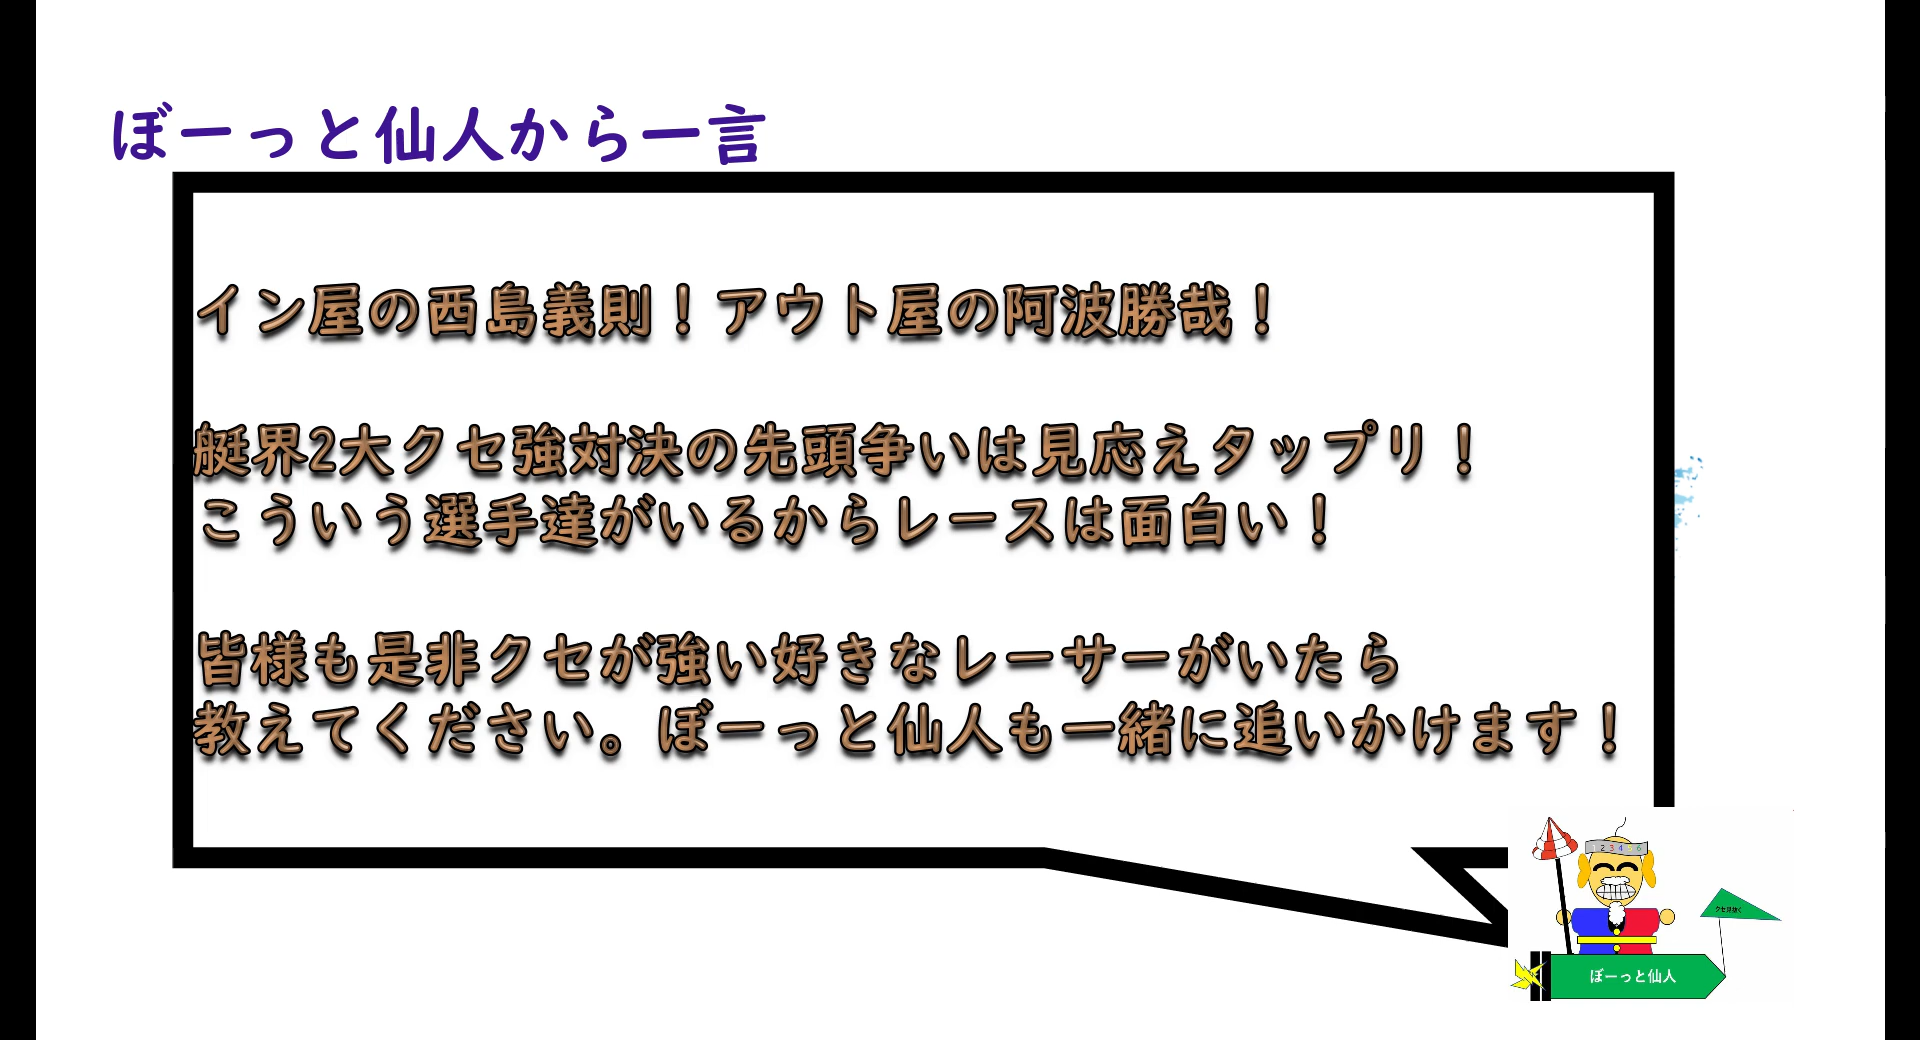 ぼーっと仙人から一言
イン屋の西島義則！アウト屋の阿波勝哉！
艇界2大クセ強対決の先頭争いは見応えタップリ！
こういう選手達がいるからレースは面白い！
皆様も是非クセが強い好きなレーサーがいたら
教えてください。ぼーっと仙人も一緒に追いかけます！
1 2 3 4 5 6
ぼーっと仙人